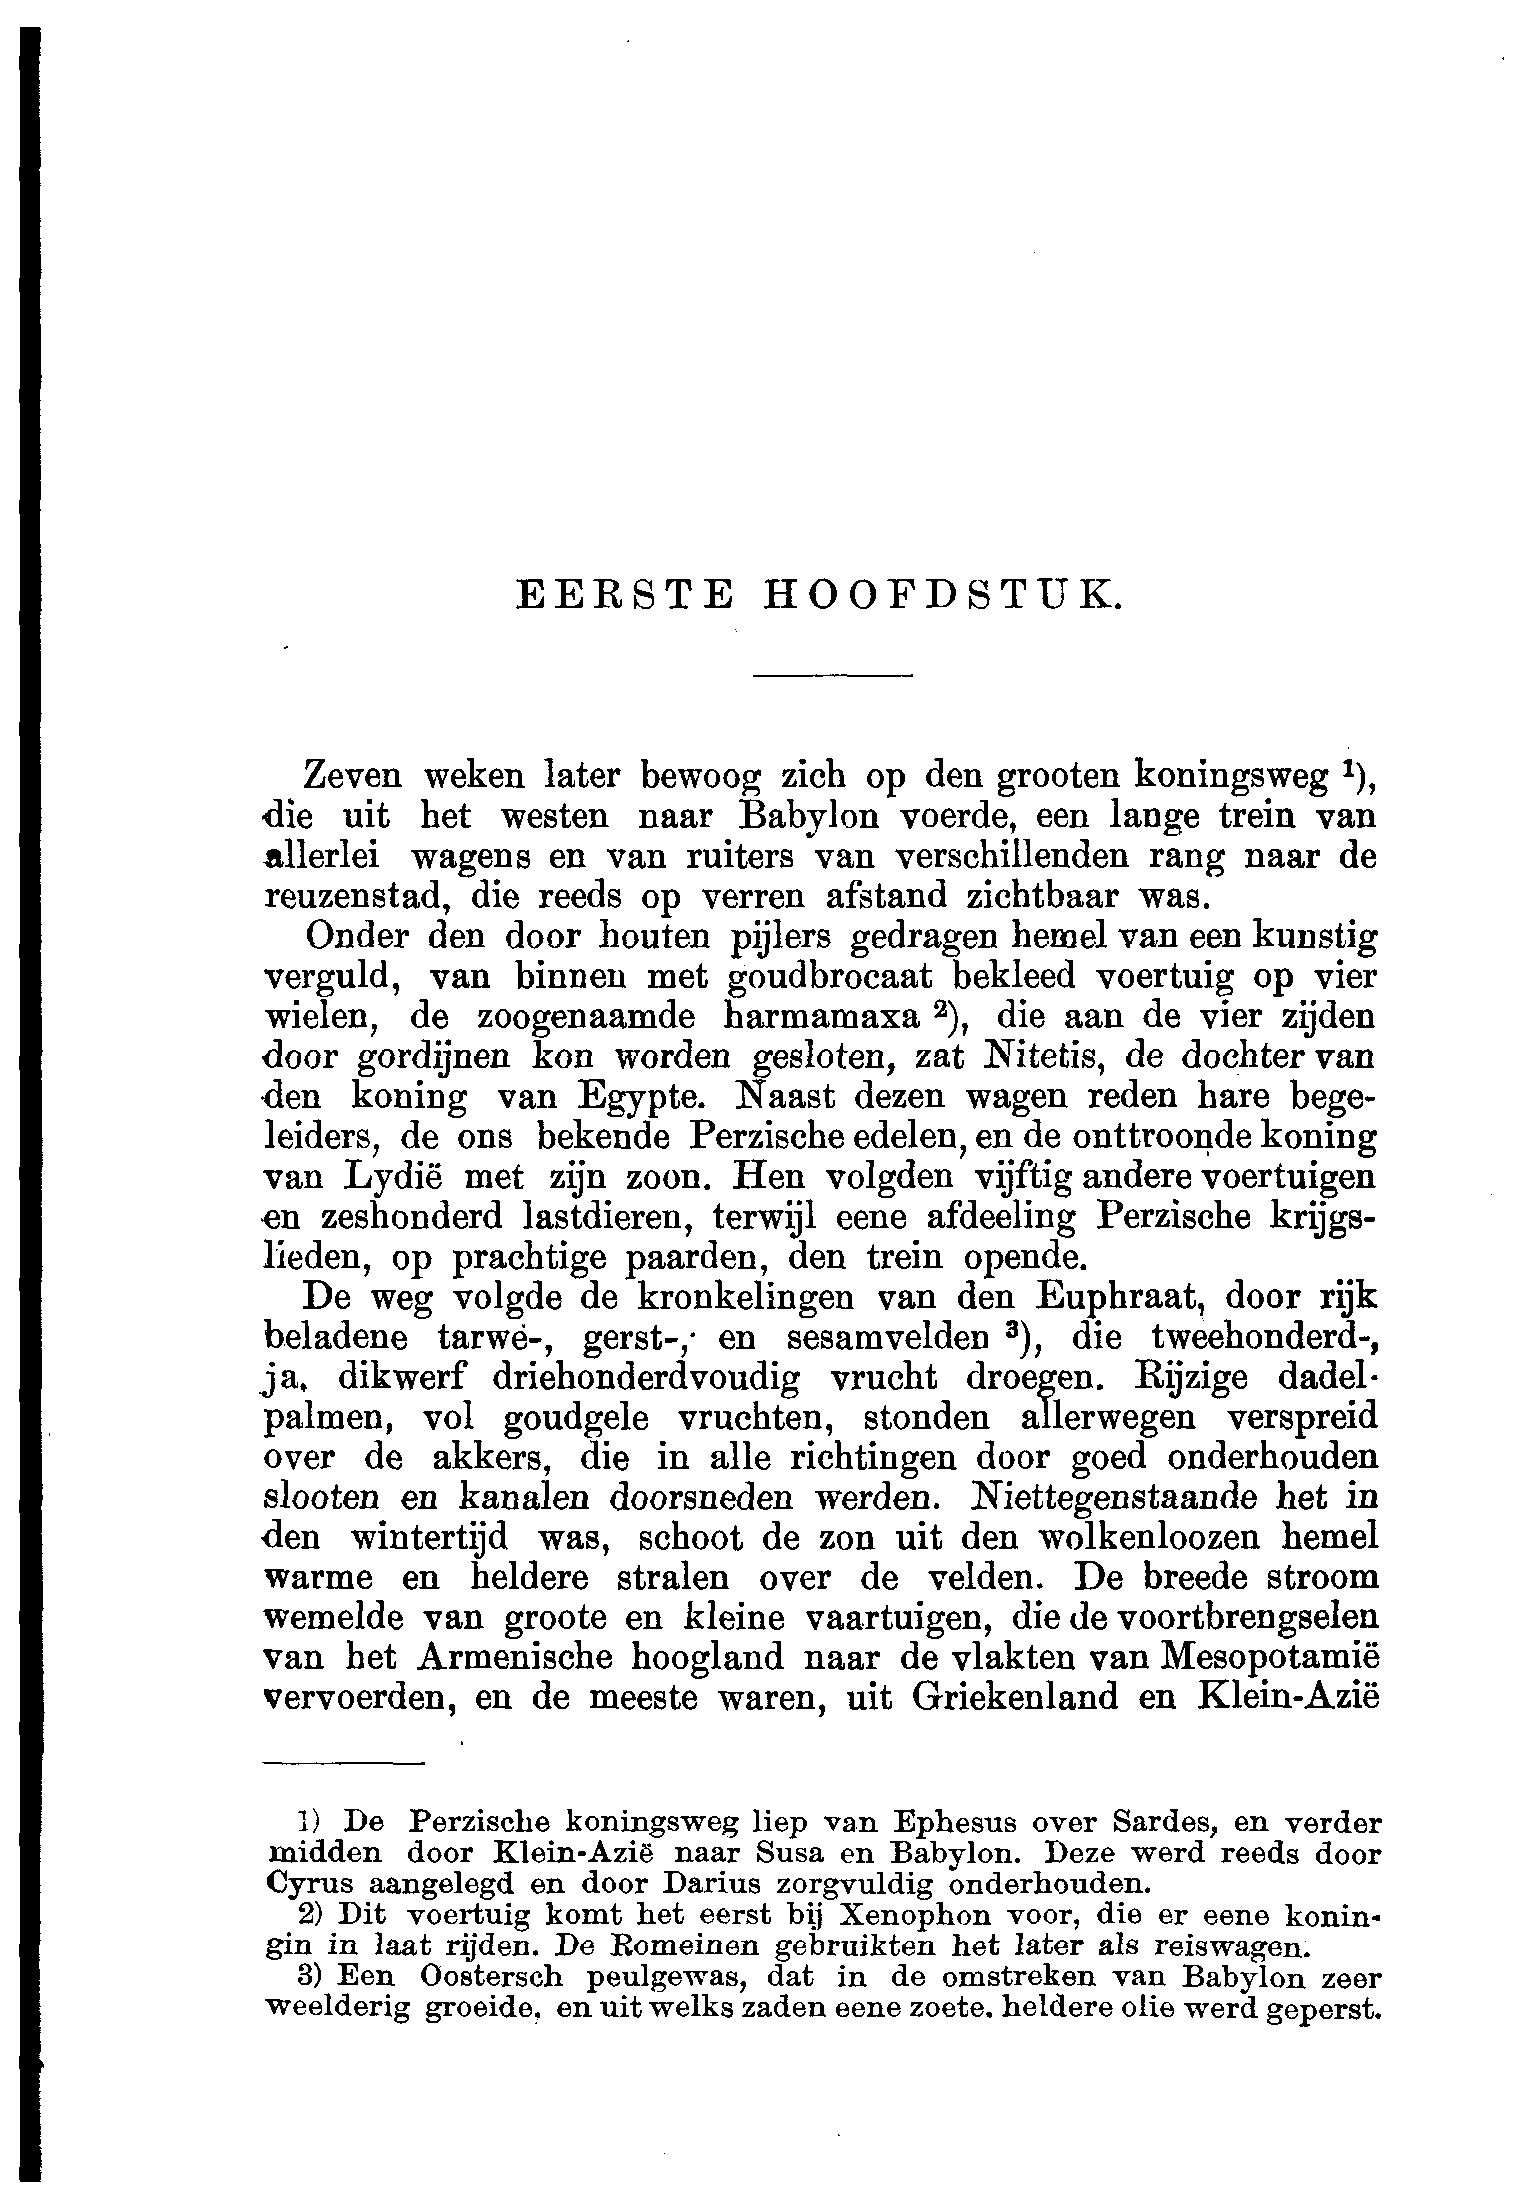 EERSTE HOOFDSTUK.
Zeven weken later bewoog zich op den grooten koningsweg ¹),
die uit het westen naar Babylon voerde, een lange trein van
allerlei wagens en van ruiters van verschillenden rang naar de
reuzenstad, die reeds op verren afstand zichtbaar was.
Onder den door houten pijlers gedragen hemel van een kunstig
verguld, van binnen met goudbrocaat bekleed voertuig op vier
wielen, de zoogenaamde harmamaxa ²), die aan de vier zijden
door gordijnen kon worden gesloten, zat Nitetis, de dochter van
den koning van Egypte. Naast dezen wagen reden hare bege-
leiders, de ons bekende Perzische edelen, en de onttroonde koning
van Lydië met zijn zoon. Hen volgden vijftig andere voertuigen
en zeshonderd lastdieren, terwijl eene afdeeling Perzische krijgs-
lieden, op prachtige paarden, den trein opende.
De weg volgde de kronkelingen van den Euphraat, door rijk
beladene tarwe-, gerst-, en sesamvelden ³), die tweehonderd-,
ja, dikwerf driehonderdvoudig vrucht droegen. Rijzige dadel-
palmen, vol goudgele vruchten, stonden allerwegen verspreid
over de akkers, die in alle richtingen door goed onderhouden
slooten en kanalen doorsneden werden. Niettegenstaande het in
den wintertijd was, schoot de zon uit den wolkenloozen hemel
warme en heldere stralen over de velden. De breede stroom
wemelde van groote en kleine vaartuigen, die de voortbrengselen
van het Armenische hoogland naar de vlakten van Mesopotamië
vervoerden, en de meeste waren, uit Griekenland en Klein-Azië
1) De Perzische koningsweg liep van Ephesus over Sardes, en verder
midden door Klein-Azië naar Susa en Babylon. Deze werd reeds door
Cyrus aangelegd en door Darius zorgvuldig onderhouden.
2) Dit voertuig komt het eerst bij Xenophon voor, die er eene konin-
gin in laat rijden. De Romeinen gebruikten het later als reiswagen.
3) Een Oostersch peulgewas, dat in de omstreken van Babylon zeer
weelderig groeide, en uit welks zaden eene zoete, heldere olie werd geperst.